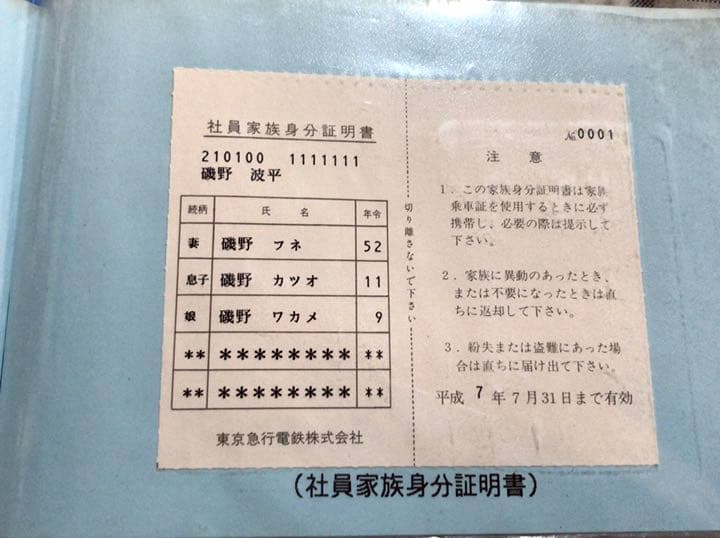 社員家族身分証明書
210100 1111111
磯野 波平
続柄 氏 名 年令
妻 磯野 フネ 52
息子 磯野 カツオ 11
娘 磯野 ワカメ 9
** ******** **
** ******** **
東京急行電鉄株式会社
切り離さないで下さい
№0001
注 意
1．この家族身分証明書は家族
乗車証を使用するときに必ず
携帯し、必要の際は提示して
下さい。
2．家族に異動のあったとき、
または不要になったときは直
ちに返却して下さい。
3．紛失または盗難にあった場
合は直ちに届け出て下さい。
平成 7 年 7 月 31 日まで有効
(社員家族身分証明書)